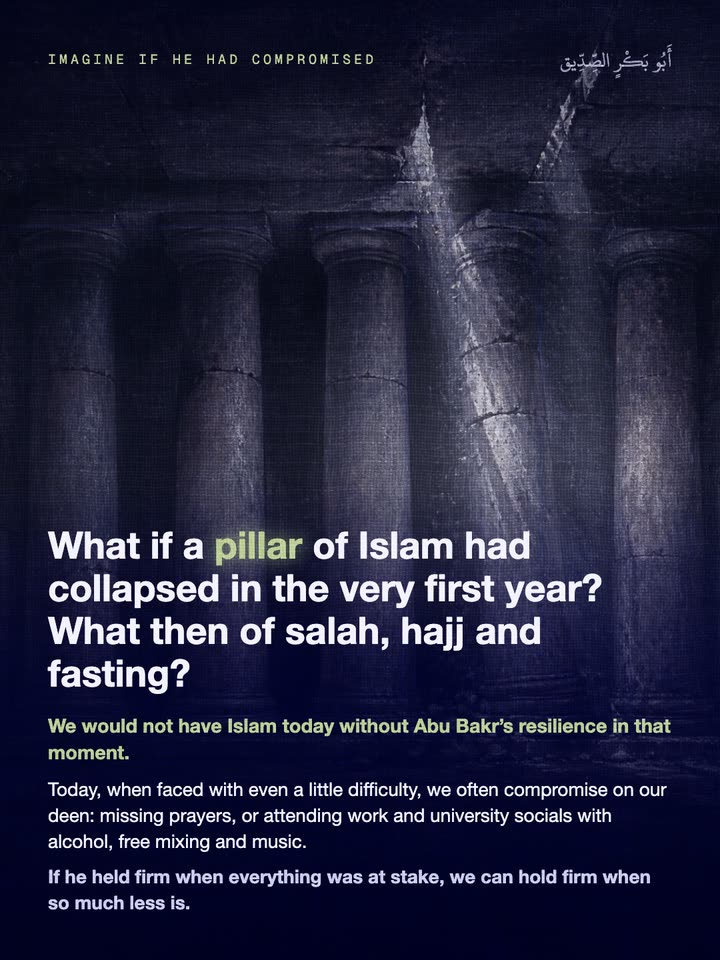 IMAGINE IF HE HAD COMPROMISED
أَبُو بَكْرٍ الصِّدِّيق
What if a pillar of Islam had
collapsed in the very first year?
What then of salah, hajj and
fasting?
We would not have Islam today without Abu Bakr’s resilience in that
moment.
Today, when faced with even a little difficulty, we often compromise on our
deen: missing prayers, or attending work and university socials with
alcohol, free mixing and music.
If he held firm when everything was at stake, we can hold firm when
so much less is.